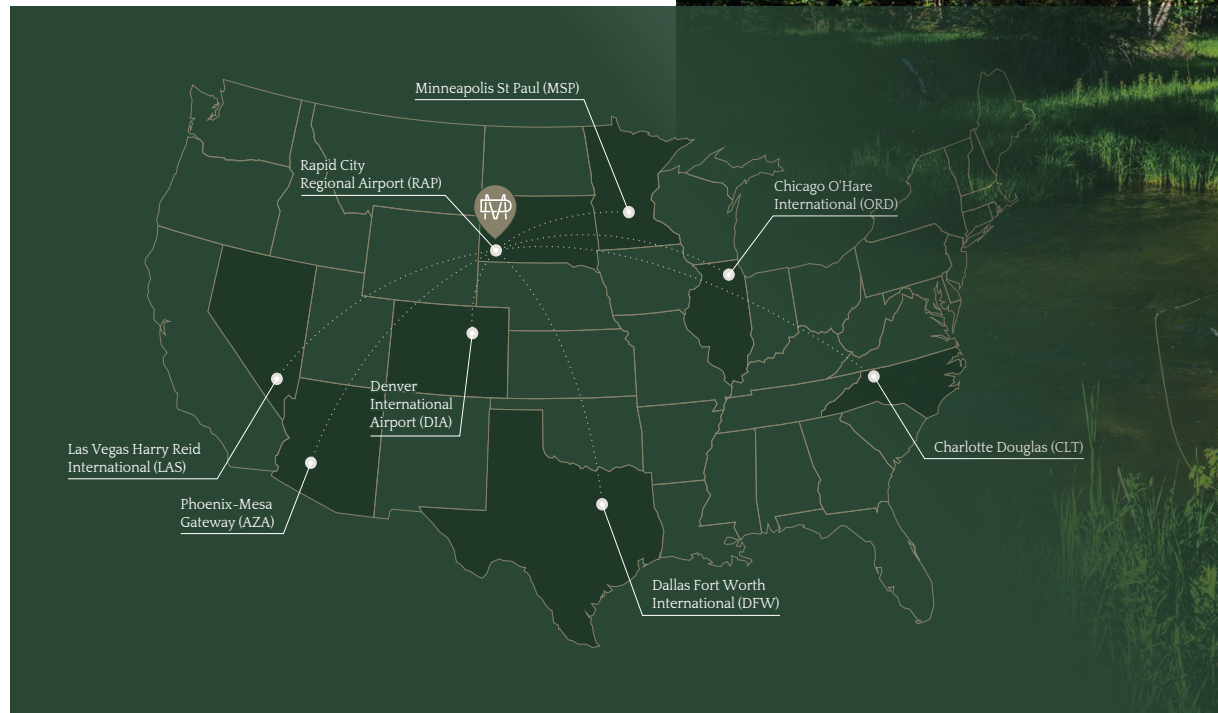 Minneapolis St Paul (MSP)
Rapid City
Regional Airport (RAP)
Chicago O'Hare
International (ORD)
Denver
International
Airport (DIA)
Las Vegas Harry Reid
International (LAS)
Phoenix-Mesa
Gateway (AZA)
Charlotte Douglas (CLT)
Dallas Fort Worth
International (DFW)